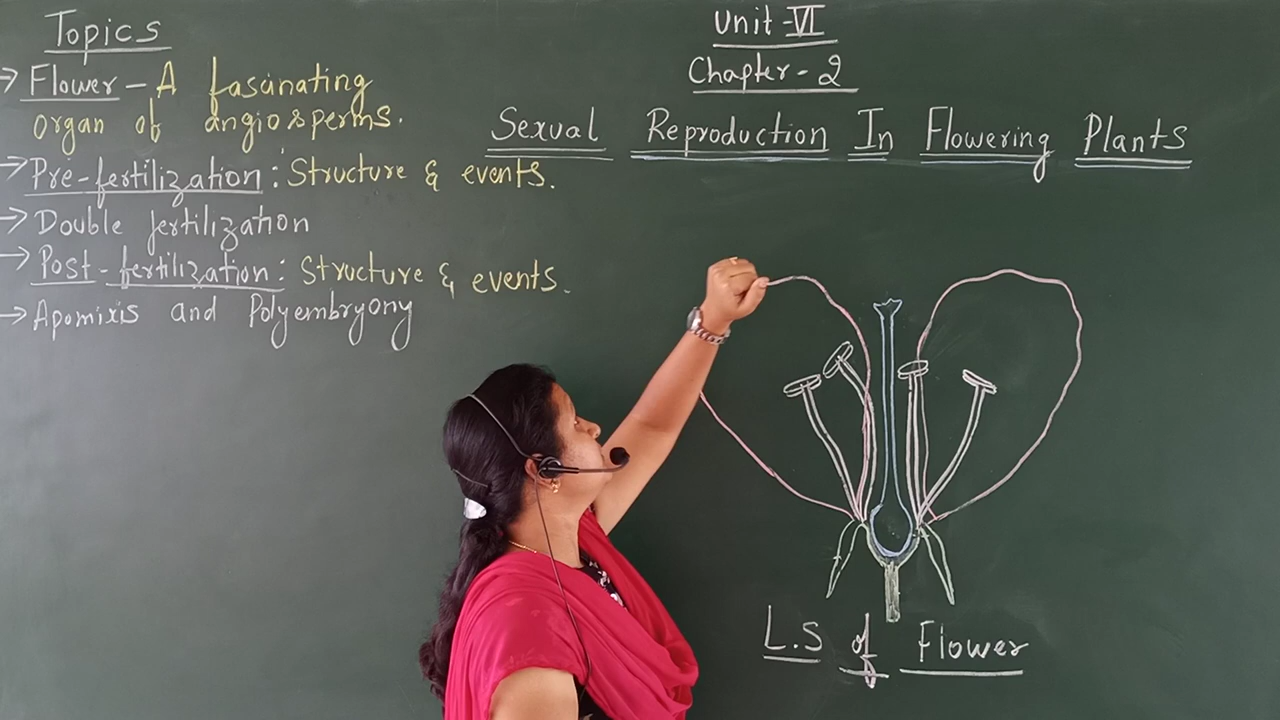 Topics
→ Flower - A fascinating
organ of angiosperms.
→ Pre-fertilization : Structure & events.
→ Double fertilization
→ Post-fertilization : Structure & events.
→ Apomixis and Polyembryony
Unit-VI
Chapter-2
Sexual Reproduction In Flowering Plants
L.S of Flower